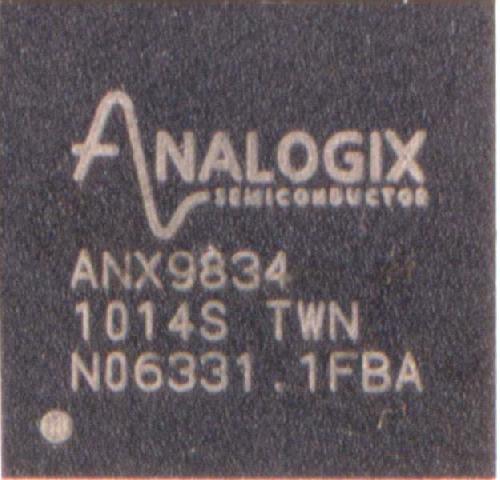 ANALOGIX
SEMICONDUCTOR
ANX9834
1014S TWN
N06331.1FBA